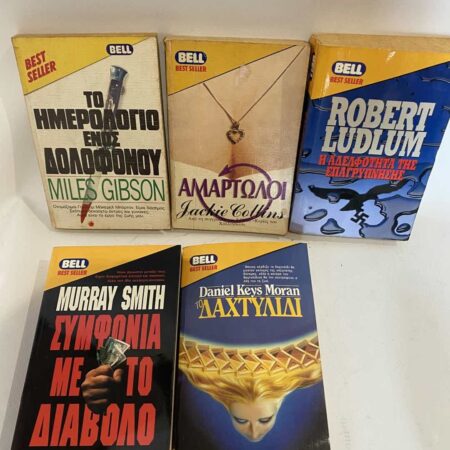 BEST
SELLER
BELL
ΤΟ
ΗΜΕΡΟΛΟΓΙΟ
ΕΝΟΣ
ΔΟΛΟΦΟΝΟΥ
MILES GIBSON
BELL
BEST SELLER
ΑΜΑΡΤΩΛΟΙ
Jackie Collins
BELL
BEST SELLER
ROBERT
LUDLUM
Η ΑΔΕΛΦΟΤΗΤΑ ΤΗΣ
ΕΠΑΓΡΥΠΝΗΣΗΣ
BELL
BEST SELLER
MURRAY SMITH
ΣΥΜΦΩΝΙΑ
ΜΕ ΤΟ
ΔΙΑΒΟΛΟ
BELL
BEST SELLER
Daniel Keys Moran
ΤΟ ΔΑΧΤΥΛΙΔΙ